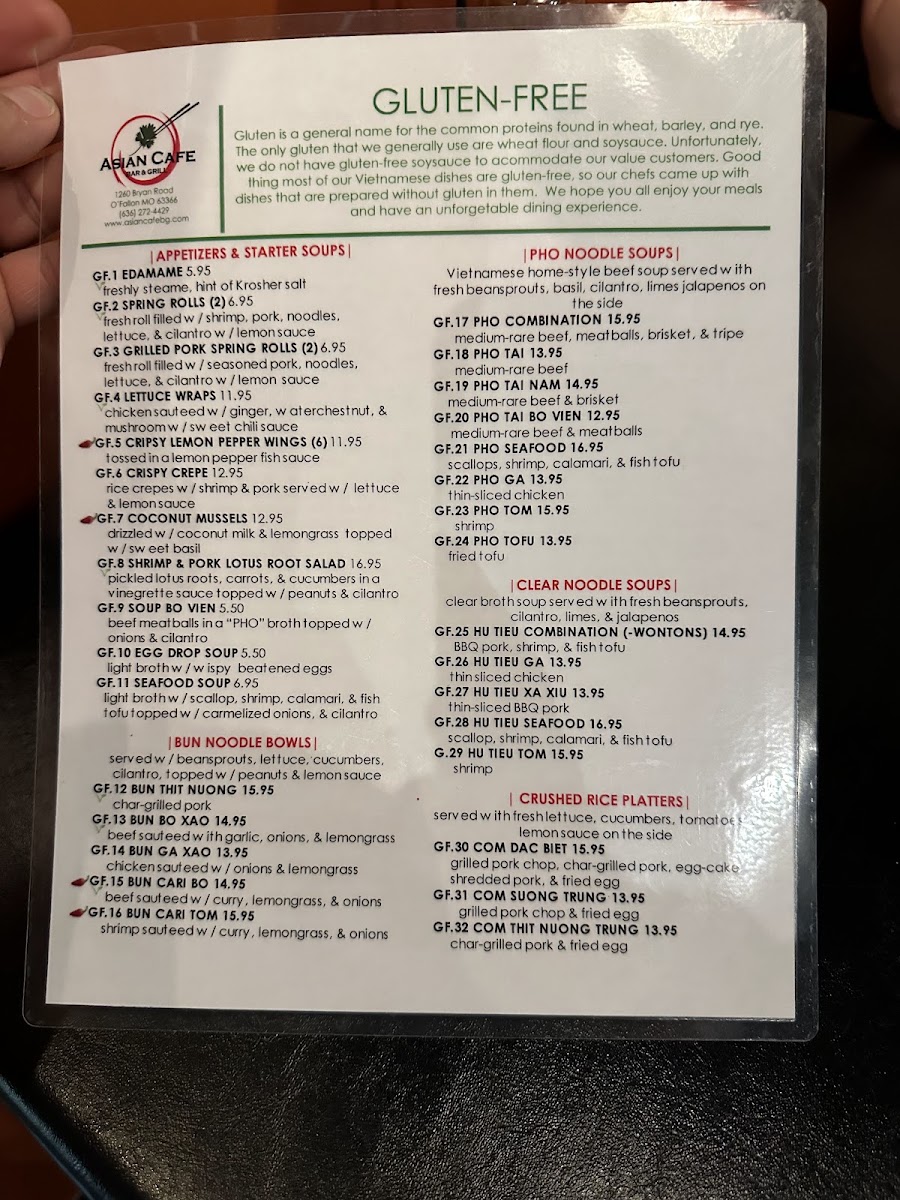 GLUTEN-FREE
Gluten is a general name for the common proteins found in wheat, barley, and rye.
The only gluten that we generally use are wheat flour and soysauce. Unfortunately,
we do not have gluten-free soysauce to acommodate our value customers. Good
thing most of our Vietnamese dishes are gluten-free, so our chefs came up with
dishes that are prepared without gluten in them. We hope you all enjoy your meals
and have an unforgetable dining experience.
ASIAN CAFE
BAR & GRILL
1260 Bryan Road
O'Fallon MO 63366
(636) 272-4429
www.asiancafebg.com
|APPETIZERS & STARTER SOUPS|
GF.1 EDAMAME 5.95
freshly steame, hint of Krosher salt
GF.2 SPRING ROLLS (2) 6.95
fresh roll filled w/ shrimp, pork, noodles,
lettuce, & cilantro w/ lemon sauce
GF.3 GRILLED PORK SPRING ROLLS (2) 6.95
fresh roll filled w/ seasoned pork, noodles,
lettuce, & cilantro w/ lemon sauce
GF.4 LETTUCE WRAPS 11.95
chicken sauteed w/ ginger, waterchestnut, &
mushroom w/ sweet chili sauce
GF.5 CRIPSY LEMON PEPPER WINGS (6) 11.95
tossed in a lemon pepper fish sauce
GF.6 CRISPY CREPE 12.95
rice crepes w/ shrimp & pork served w/ lettuce
& lemon sauce
GF.7 COCONUT MUSSELS 12.95
drizzled w/ coconut milk & lemongrass topped
w/ sweet basil
GF.8 SHRIMP & PORK LOTUS ROOT SALAD 16.95
pickled lotus roots, carrots, & cucumbers in a
vinegrette sauce topped w/ peanuts & cilantro
GF.9 SOUP BO VIEN 5.50
beef meatballs in a "PHO" broth topped w/
onions & cilantro
GF.10 EGG DROP SOUP 5.50
light broth w/ wispy beatened eggs
GF.11 SEAFOOD SOUP 6.95
light broth w/ scallop, shrimp, calamari, & fish
tofu topped w/ carmelized onions, & cilantro
|BUN NOODLE BOWLS|
served w/ beansprouts, lettuce, cucumbers,
cilantro, topped w/ peanuts & lemon sauce
GF.12 BUN THIT NUONG 15.95
char-grilled pork
GF.13 BUN BO XAO 14.95
beef sauteed with garlic, onions, & lemongrass
GF.14 BUN GA XAO 13.95
chicken sauteed w/ onions & lemongrass
GF.15 BUN CARI BO 14.95
beef sauteed w/ curry, lemongrass, & onions
GF.16 BUN CARI TOM 15.95
shrimp sauteed w/ curry, lemongrass, & onions
|PHO NOODLE SOUPS|
Vietnamese home-style beef soup served with
fresh beansprouts, basil, cilantro, limes jalapenos on
the side
GF.17 PHO COMBINATION 15.95
medium-rare beef, meatballs, brisket, & tripe
GF.18 PHO TAI 13.95
medium-rare beef
GF.19 PHO TAI NAM 14.95
medium-rare beef & brisket
GF.20 PHO TAI BO VIEN 12.95
medium-rare beef & meatballs
GF.21 PHO SEAFOOD 16.95
scallops, shrimp, calamari, & fish tofu
GF.22 PHO GA 13.95
thin-sliced chicken
GF.23 PHO TOM 15.95
shrimp
GF.24 PHO TOFU 13.95
fried tofu
|CLEAR NOODLE SOUPS|
clear broth soup served with fresh beansprouts,
cilantro, limes, & jalapenos
GF.25 HU TIEU COMBINATION (-WONTONS) 14.95
BBQ pork, shrimp, & fish tofu
GF.26 HU TIEU GA 13.95
thin sliced chicken
GF.27 HU TIEU XA XIU 13.95
thin-sliced BBQ pork
GF.28 HU TIEU SEAFOOD 16.95
scallop, shrimp, calamari, & fish tofu
G.29 HU TIEU TOM 15.95
shrimp
| CRUSHED RICE PLATTERS|
served with fresh lettuce, cucumbers, tomatoes
lemon sauce on the side
GF.30 COM DAC BIET 15.95
grilled pork chop, char-grilled pork, egg-cake
shredded pork, & fried egg
GF.31 COM SUONG TRUNG 13.95
grilled pork chop & fried egg
GF.32 COM THIT NUONG TRUNG 13.95
char-grilled pork & fried egg